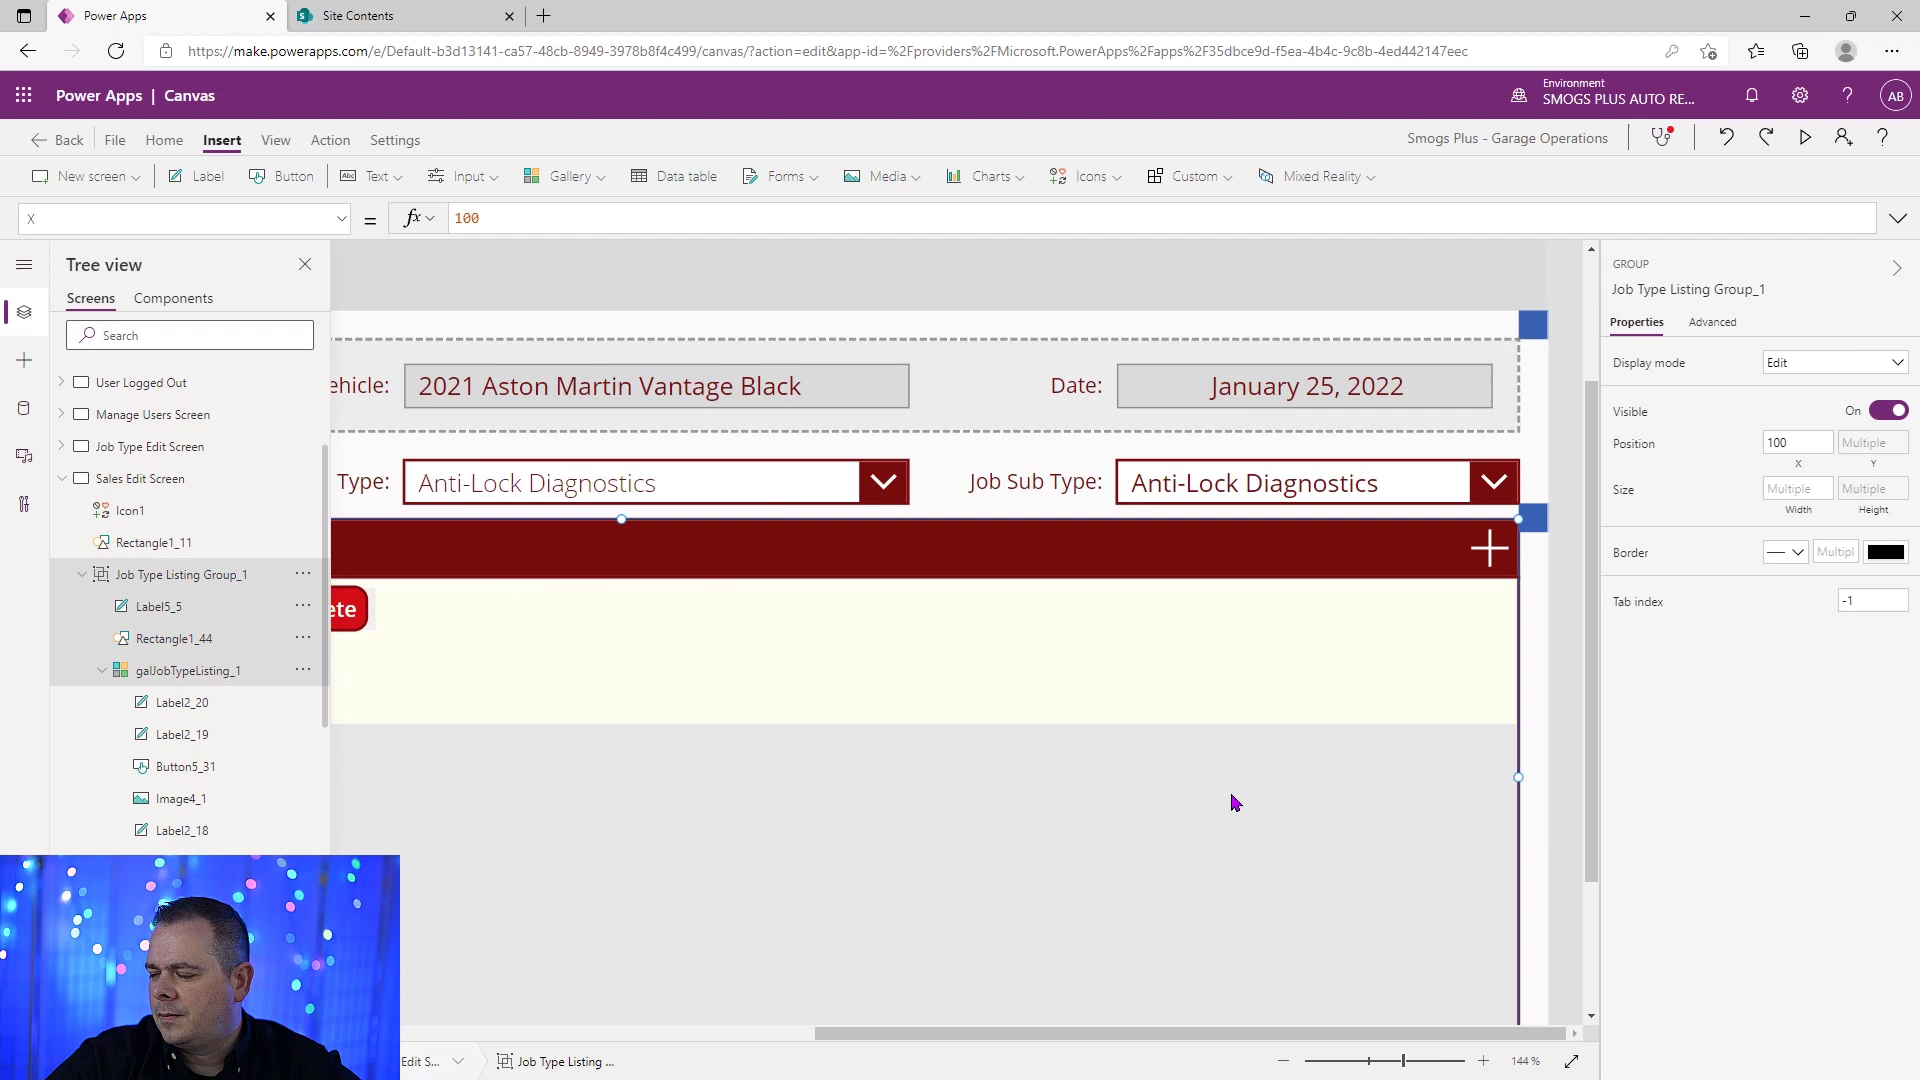 Power Apps
Site Contents
https://make.powerapps.com/e/Default-b3d13141-ca57-48cb-8949-3978b8f4c499/canvas/?action=edit&app-id=%2Fproviders%2FMicrosoft.PowerApps%2Fapps%2F35dbce9d-f5ea-4b4c-9c8b-4ed442147eec
Power Apps | Canvas
Environment
SMOGS PLUS AUTO RE...
AB
Back
File
Home
Insert
View
Action
Settings
Smogs Plus - Garage Operations
New screen
Label
Button
Text
Input
Gallery
Data table
Forms
Media
Charts
Icons
Custom
Mixed Reality
X
=
fx
100
Tree view
Screens
Components
Search
User Logged Out
Manage Users Screen
Job Type Edit Screen
Sales Edit Screen
Icon1
Rectangle1_11
Job Type Listing Group_1
Label5_5
Rectangle1_44
galJobTypeListing_1
Label2_20
Label2_19
Button5_31
Image4_1
Label2_18
ehicle:
2021 Aston Martin Vantage Black
Date:
January 25, 2022
Type:
Anti-Lock Diagnostics
Job Sub Type:
Anti-Lock Diagnostics
ete
GROUP
Job Type Listing Group_1
Properties
Advanced
Display mode
Edit
Visible
On
Position
100
Multiple
X
Y
Size
Multiple
Multiple
Width
Height
Border
Multipl
Tab index
-1
Edit S...
Job Type Listing ...
144 %